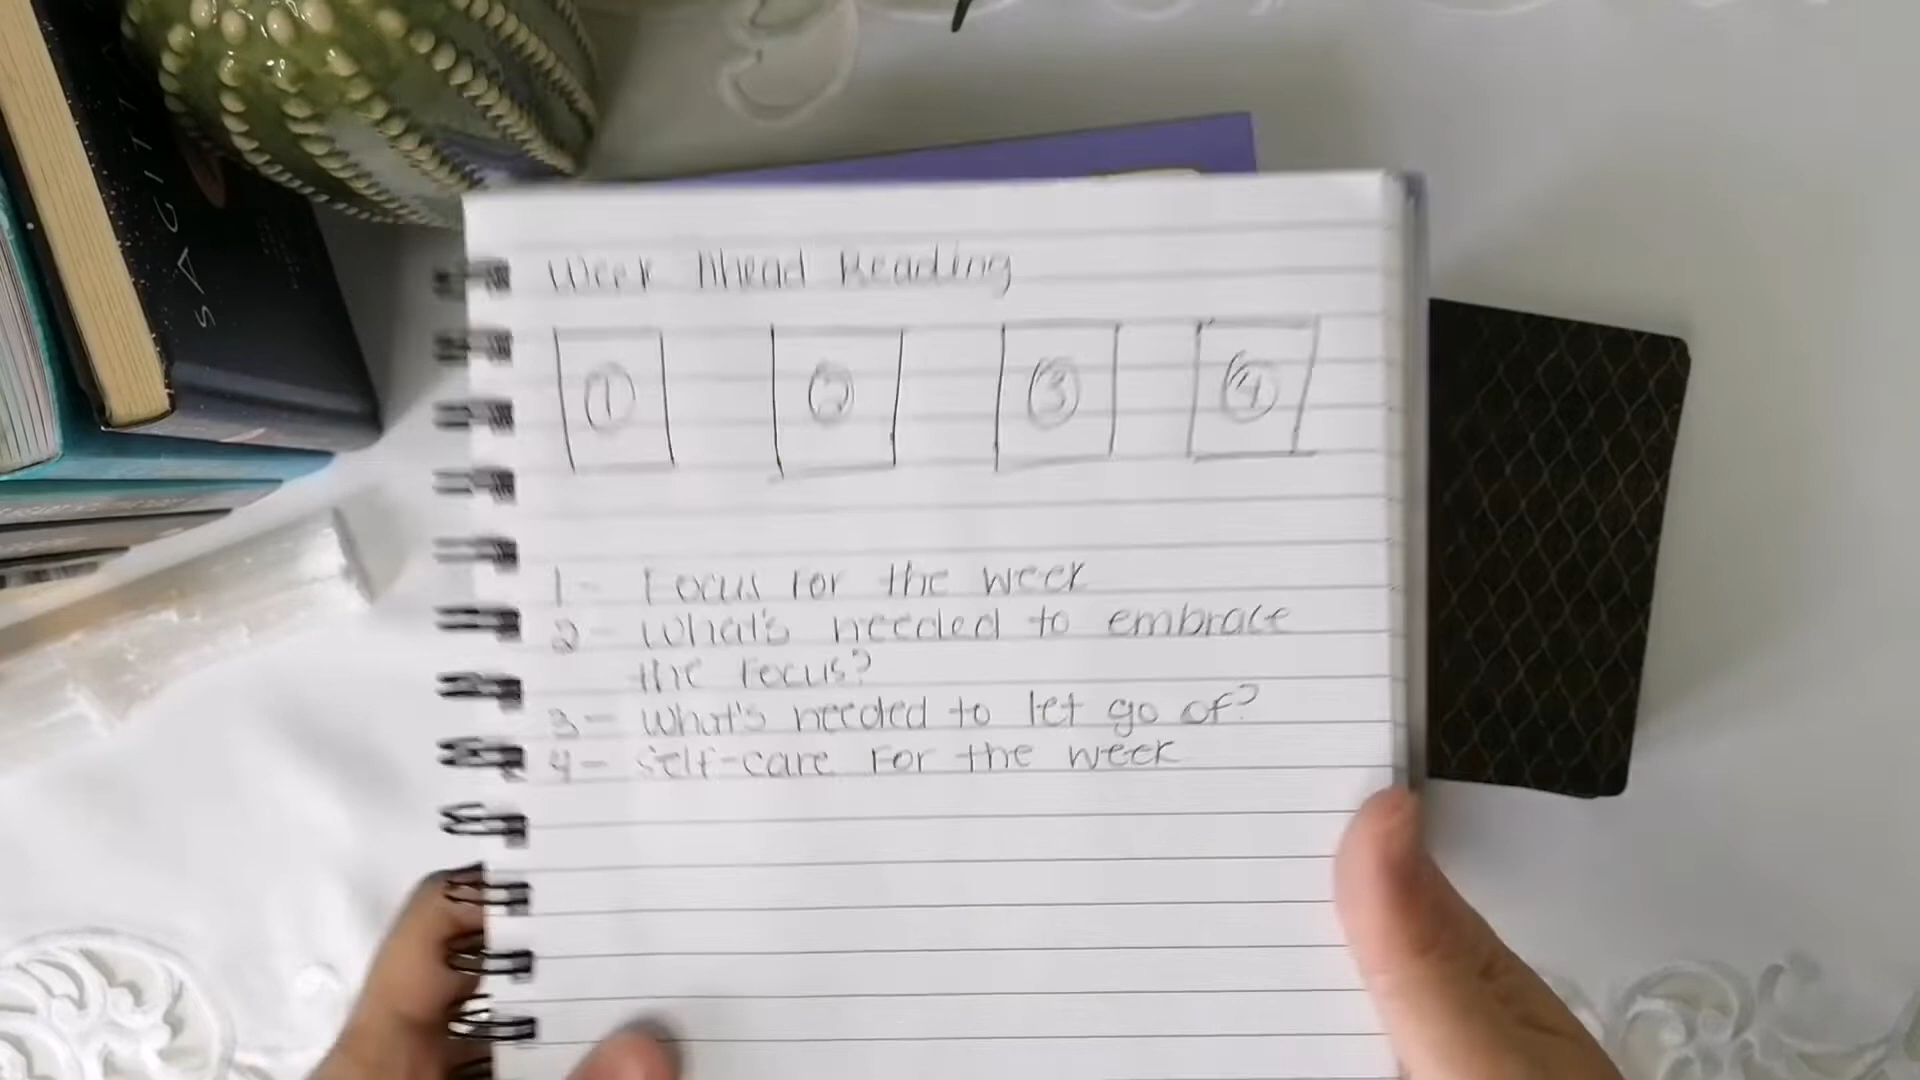 SAGITTA
Week Ahead Reading
1 2 3 4
1- Focus for the week
2- What's needed to embrace
the focus?
3- What's needed to let go of?
4- Self-care for the week